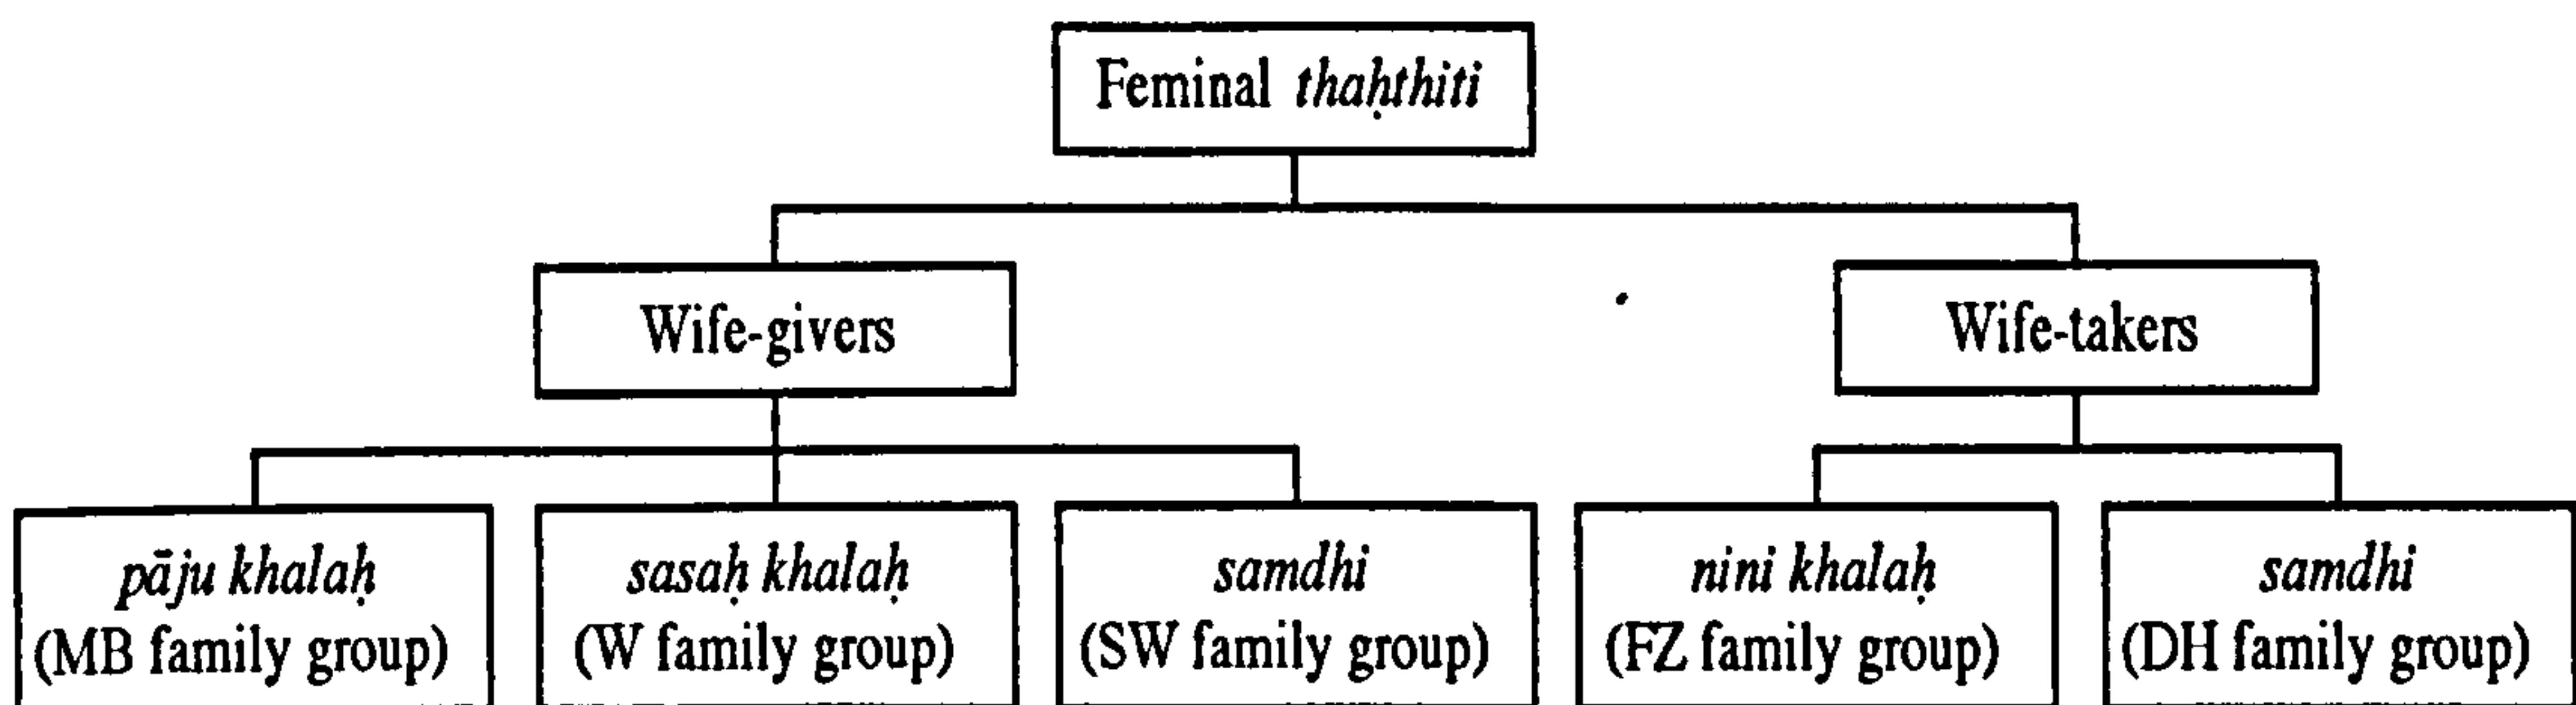 Feminal thaḥthiti
Wife-givers
Wife-takers
pāju khalaḥ
(MB family group)
sasaḥ khalaḥ
(W family group)
samdhi
(SW family group)
nini khalaḥ
(FZ family group)
samdhi
(DH family group)